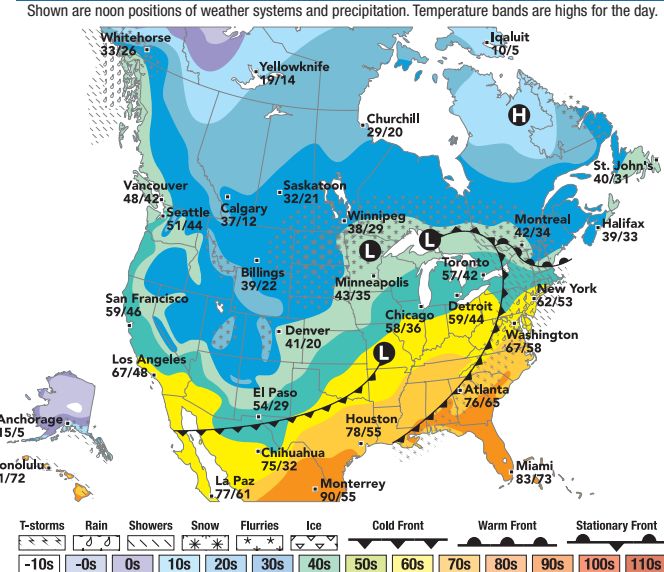 Shown are noon positions of weather systems and precipitation. Temperature bands are highs for the day.
Whitehorse
33/26
Iqaluit
10/5
Yellowknife
19/14
Churchill
29/20
H
St. John's
40/31
Vancouver
48/42
Seattle
51/44
Calgary
37/12
Saskatoon
32/21
Winnipeg
38/29
Montreal
42/34
Halifax
39/33
L
L
Billings
39/22
Minneapolis
43/35
Toronto
57/42
New York
62/53
San Francisco
59/46
Chicago
58/36
Detroit
59/44
Denver
41/20
Washington
67/58
L
Los Angeles
67/48
El Paso
54/29
Atlanta
76/65
Anchorage
15/5
Houston
78/55
onolulu
1/72
Chihuahua
75/32
Miami
83/73
La Paz
77/61
Monterrey
90/55
T-storms Rain Showers Snow Flurries Ice Cold Front Warm Front Stationary Front
-10s -0s 0s 10s 20s 30s 40s 50s 60s 70s 80s 90s 100s 110s